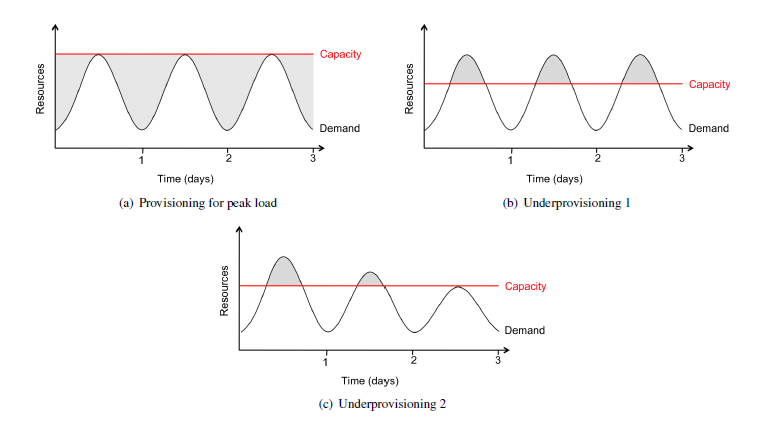 Capacity
Resources
Demand
1 2 3
Time (days)
(a) Provisioning for peak load
Capacity
Resources
Demand
1 2 3
Time (days)
(b) Underprovisioning 1
Capacity
Resources
Demand
1 2 3
Time (days)
(c) Underprovisioning 2